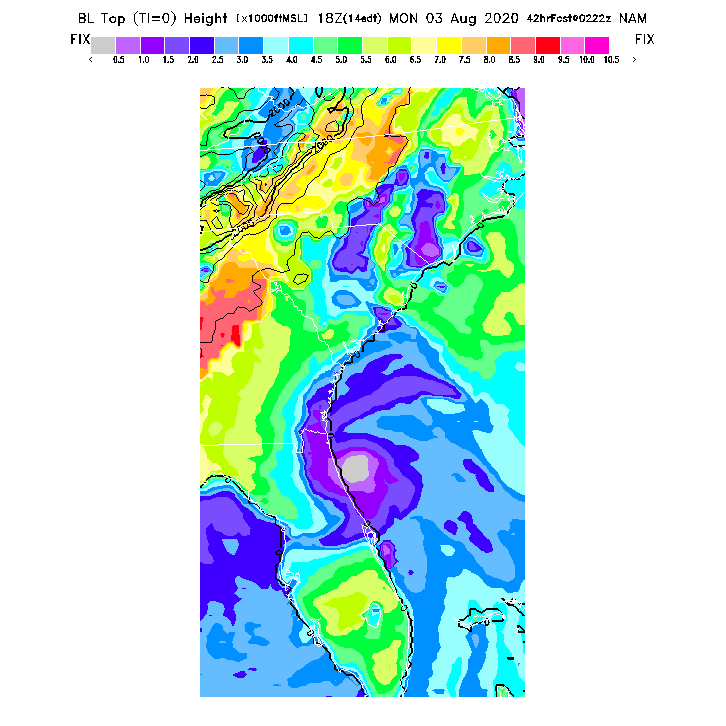 BL Top (TI=0) Height [x1000ftMSL] 18Z(14edt) MON 03 Aug 2020 42hrFcst@0222z NAM
FIX FIX
< 0.5 1.0 1.5 2.0 2.5 3.0 3.5 4.0 4.5 5.0 5.5 6.0 6.5 7.0 7.5 8.0 8.5 9.0 9.5 10.0 10.5 >